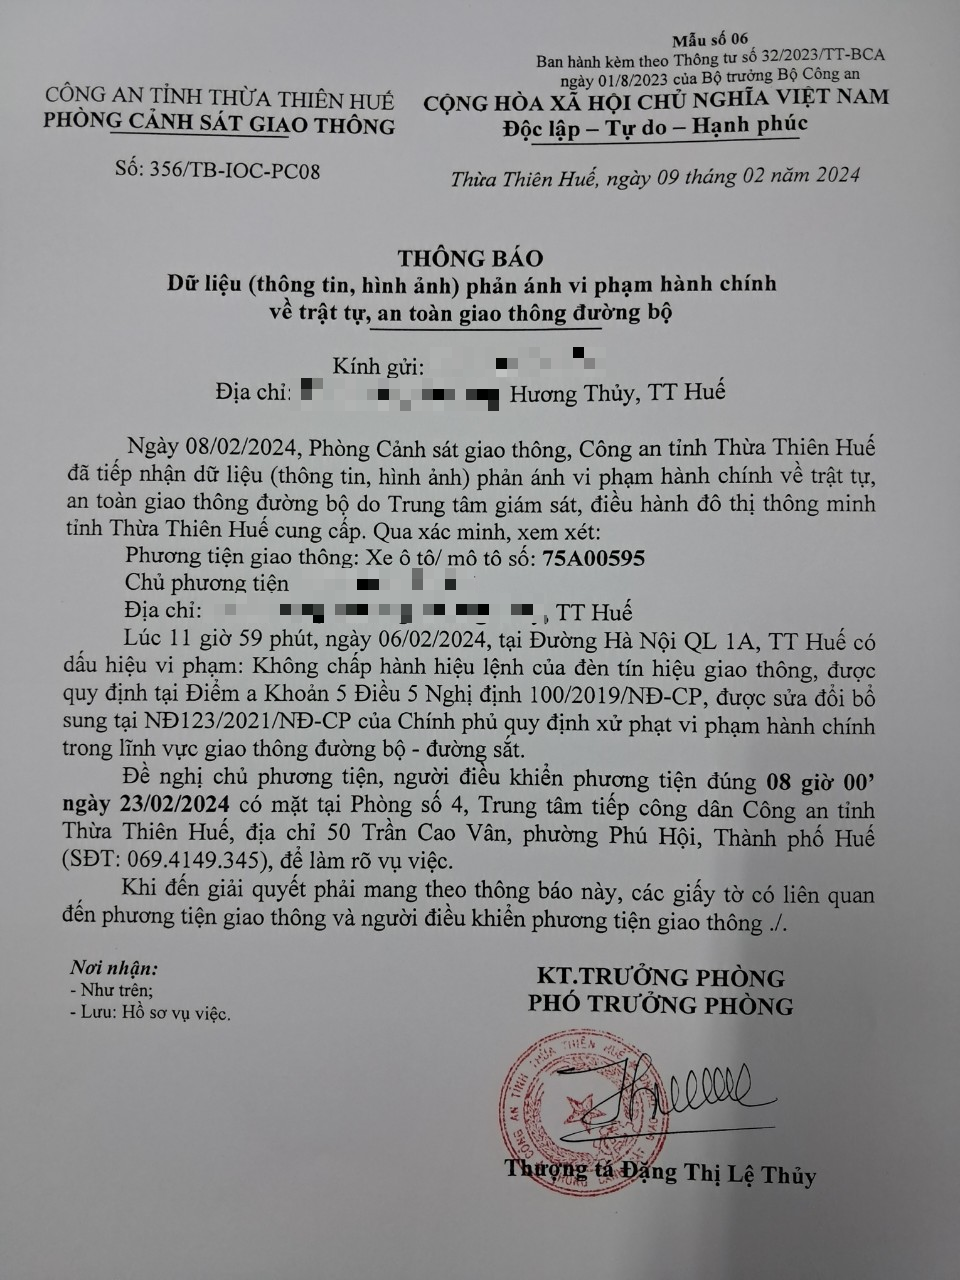 Mẫu số 06
Ban hành kèm theo Thông tư số 32/2023/TT-BCA
ngày 01/8/2023 của Bộ trưởng Bộ Công an
CÔNG AN TỈNH THỪA THIÊN HUẾ
PHÒNG CẢNH SÁT GIAO THÔNG
CỘNG HÒA XÃ HỘI CHỦ NGHĨA VIỆT NAM
Độc lập – Tự do – Hạnh phúc
Số: 356/TB-IOC-PC08
Thừa Thiên Huế, ngày 09 tháng 02 năm 2024
THÔNG BÁO
Dữ liệu (thông tin, hình ảnh) phản ánh vi phạm hành chính
về trật tự, an toàn giao thông đường bộ
Kính gửi:
Địa chỉ: Hương Thủy, TT Huế
Ngày 08/02/2024, Phòng Cảnh sát giao thông, Công an tỉnh Thừa Thiên Huế
đã tiếp nhận dữ liệu (thông tin, hình ảnh) phản ánh vi phạm hành chính về trật tự,
an toàn giao thông đường bộ do Trung tâm giám sát, điều hành đô thị thông minh
tỉnh Thừa Thiên Huế cung cấp. Qua xác minh, xem xét:
Phương tiện giao thông: Xe ô tô/ mô tô số: 75A00595
Chủ phương tiện
Địa chỉ: , TT Huế
Lúc 11 giờ 59 phút, ngày 06/02/2024, tại Đường Hà Nội QL 1A, TT Huế có
dấu hiệu vi phạm: Không chấp hành hiệu lệnh của đèn tín hiệu giao thông, được
quy định tại Điểm a Khoản 5 Điều 5 Nghị định 100/2019/NĐ-CP, được sửa đổi bổ
sung tại NĐ123/2021/NĐ-CP của Chính phủ quy định xử phạt vi phạm hành chính
trong lĩnh vực giao thông đường bộ - đường sắt.
Đề nghị chủ phương tiện, người điều khiển phương tiện đúng 08 giờ 00’
ngày 23/02/2024 có mặt tại Phòng số 4, Trung tâm tiếp công dân Công an tỉnh
Thừa Thiên Huế, địa chỉ 50 Trần Cao Vân, phường Phú Hội, Thành phố Huế
(SĐT: 069.4149.345), để làm rõ vụ việc.
Khi đến giải quyết phải mang theo thông báo này, các giấy tờ có liên quan
đến phương tiện giao thông và người điều khiển phương tiện giao thông ./.
Nơi nhận:
- Như trên;
- Lưu: Hồ sơ vụ việc.
KT.TRƯỞNG PHÒNG
PHÓ TRƯỞNG PHÒNG
CÔNG AN TỈNH THỪA THIÊN HUẾ
Thượng tá Đặng Thị Lệ Thủy